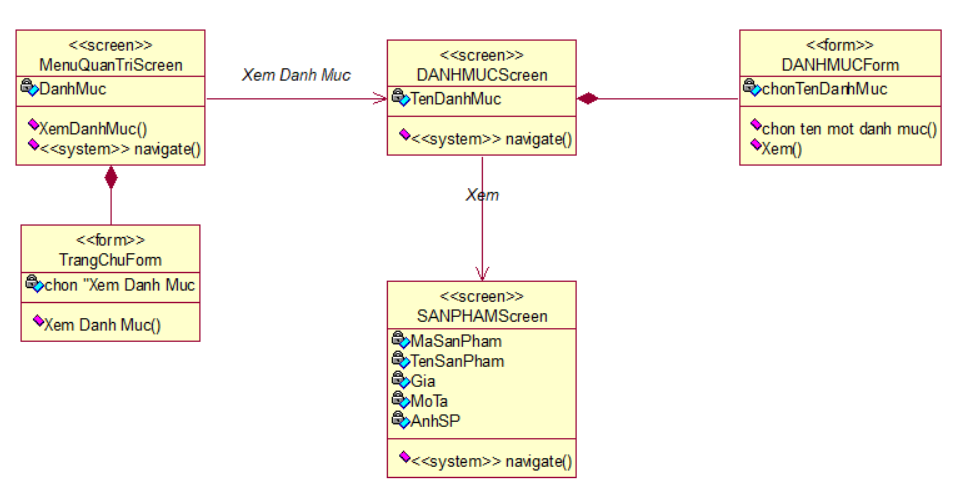 <<screen>>
MenuQuanTriScreen
DanhMuc
XemDanhMuc()
<<system>> navigate()
Xem Danh Muc
<<screen>>
DANHMUCScreen
TenDanhMuc
<<system>> navigate()
<<form>>
DANHMUCForm
chonTenDanhMuc
chon ten mot danh muc()
Xem()
<<form>>
TrangChuForm
chon "Xem Danh Muc
Xem Danh Muc()
Xem
<<screen>>
SANPHAMScreen
MaSanPham
TenSanPham
Gia
MoTa
AnhSP
<<system>> navigate()